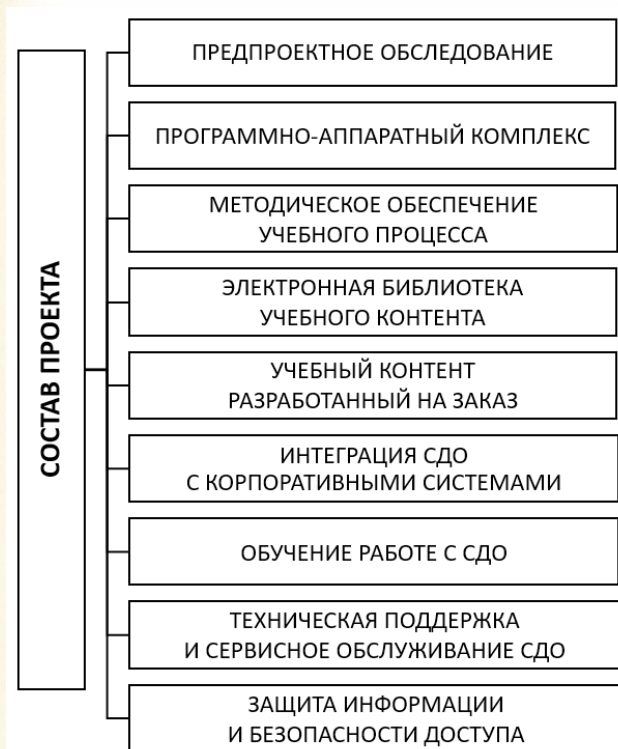 СОСТАВ ПРОЕКТА
ПРЕДПРОЕКТНОЕ ОБСЛЕДОВАНИЕ
ПРОГРАММНО-АППАРАТНЫЙ КОМПЛЕКС
МЕТОДИЧЕСКОЕ ОБЕСПЕЧЕНИЕ
УЧЕБНОГО ПРОЦЕССА
ЭЛЕКТРОННАЯ БИБЛИОТЕКА
УЧЕБНОГО КОНТЕНТА
УЧЕБНЫЙ КОНТЕНТ
РАЗРАБОТАННЫЙ НА ЗАКАЗ
ИНТЕГРАЦИЯ СДО
С КОРПОРАТИВНЫМИ СИСТЕМАМИ
ОБУЧЕНИЕ РАБОТЕ С СДО
ТЕХНИЧЕСКАЯ ПОДДЕРЖКА
И СЕРВИСНОЕ ОБСЛУЖИВАНИЕ СДО
ЗАЩИТА ИНФОРМАЦИИ
И БЕЗОПАСНОСТИ ДОСТУПА